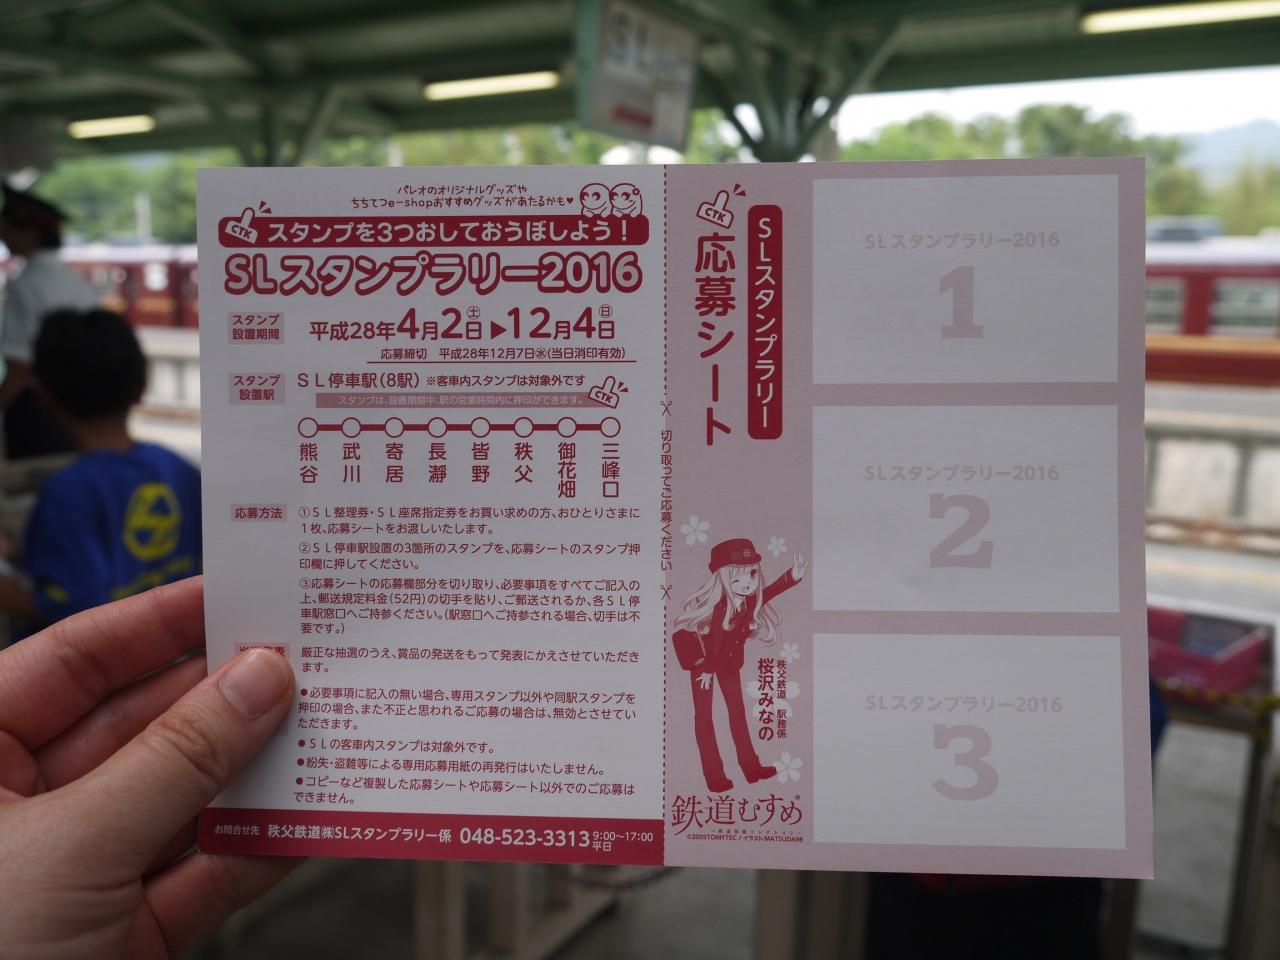 SL
パレオのオリジナルグッズや
ちちてつe-shopおすすめグッズがあたるかも♥
CTK スタンプを3つおしておうぼしよう！
SLスタンプラリー2016
スタンプ設置期間
平成28年4月2日㊏▶12月4日㊐
応募締切 平成28年12月7日㊌(当日消印有効)
スタンプ設置駅
ＳＬ停車駅(8駅) ※客車内スタンプは対象外です
スタンプは、設置期間中、駅の営業時間内に押印ができます。
CTK
熊谷 武川 寄居 長瀞 皆野 秩父 御花畑 三峰口
応募方法
①ＳＬ整理券・ＳＬ座席指定券をお買い求めの方、おひとりさまに
1枚、応募シートをお渡しいたします。
②ＳＬ停車駅設置の3箇所のスタンプを、応募シートのスタンプ押
印欄に押してください。
③応募シートの応募欄部分を切り取り、必要事項をすべてご記入の
上、郵送規定料金(52円)の切手を貼り、ご郵送されるか、各ＳＬ停
車駅窓口へご持参ください。(駅窓口へご持参される場合、切手は不
要です。)
厳正な抽選のうえ、賞品の発送をもって発表にかえさせていただき
ます。
●必要事項に記入の無い場合、専用スタンプ以外や同駅スタンプを
押印の場合、また不正と思われるご応募の場合は、無効とさせてい
ただきます。
●ＳＬの客車内スタンプは対象外です。
●紛失・盗難等による専用応募用紙の再発行はいたしません。
●コピーなど複製した応募シートや応募シート以外でのご応募は
できません。
お問合せ先 秩父鉄道㈱SLスタンプラリー係 048-523-3313 9:00〜17:00
平日
切り取ってご応募ください
CTK
SLスタンプラリー
応募シート
秩父鉄道 駅務係
桜沢みなの
鉄道むすめ
©2005TOMYTEC / イラスト:MATSUDA98
SLスタンプラリー2016
1
SLスタンプラリー2016
2
SLスタンプラリー2016
3